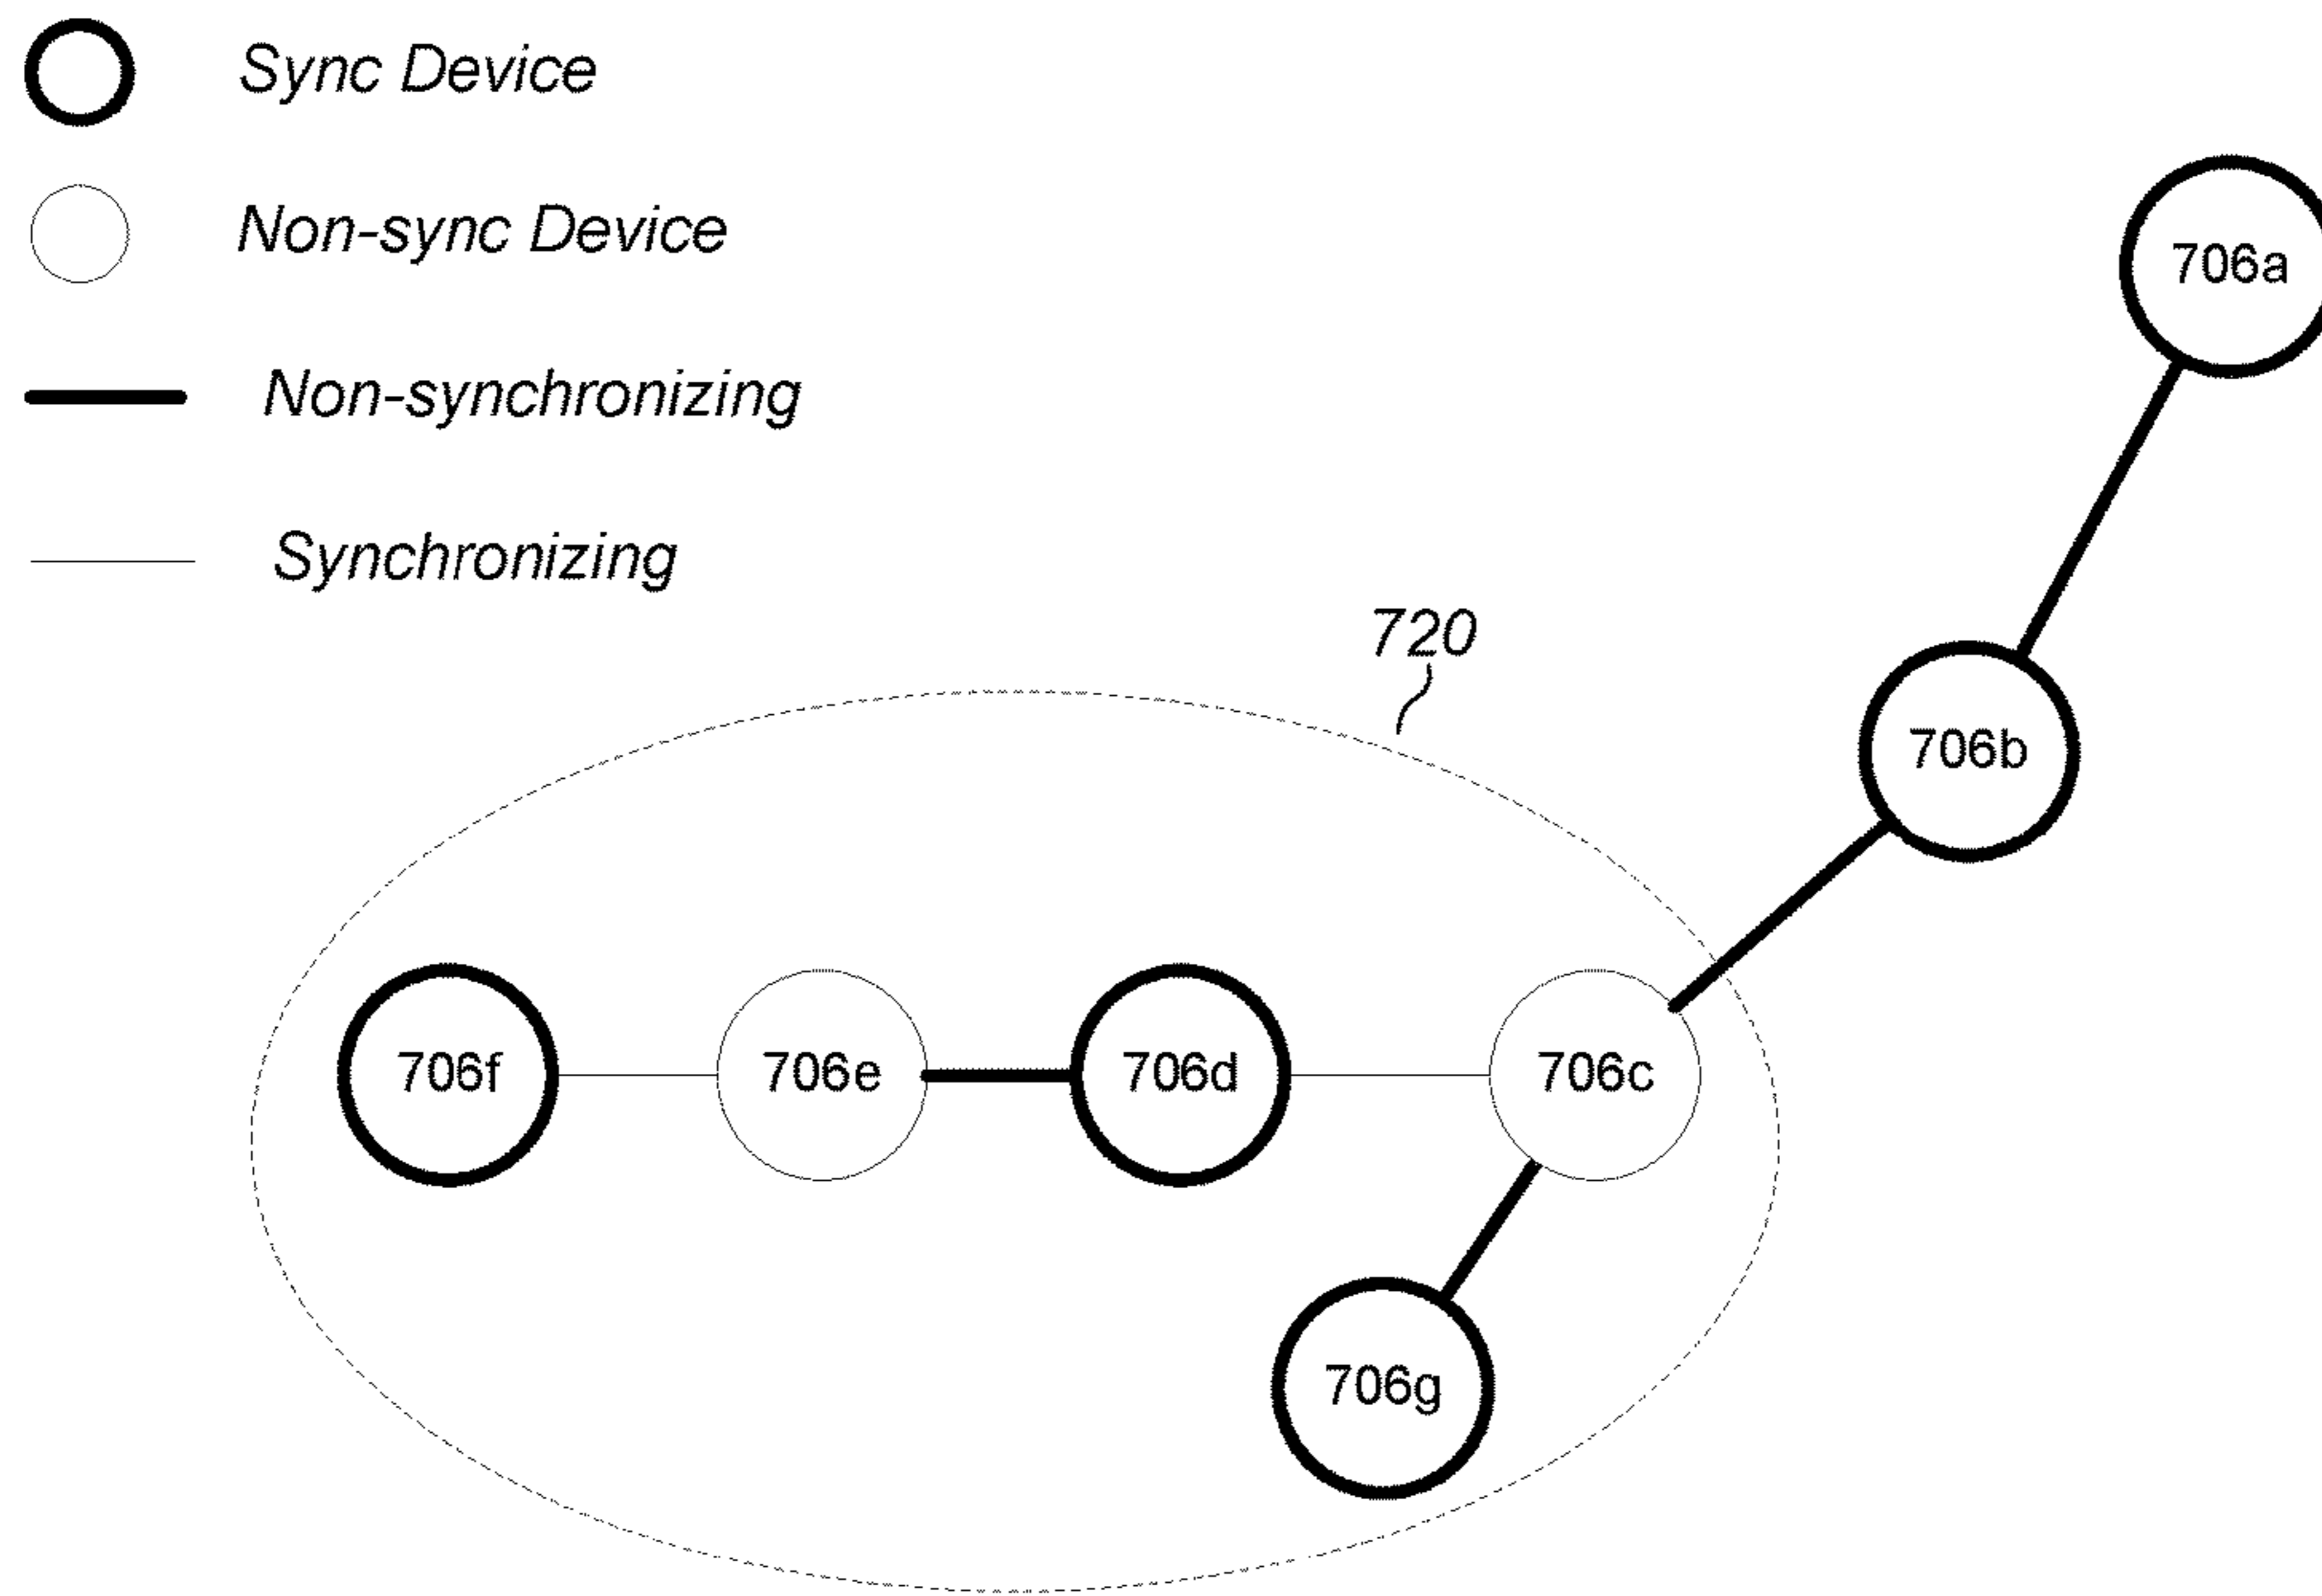 Sync Device
Non-sync Device
Non-synchronizing
Synchronizing
706a
720
706b
706f
706e
706d
706c
706g